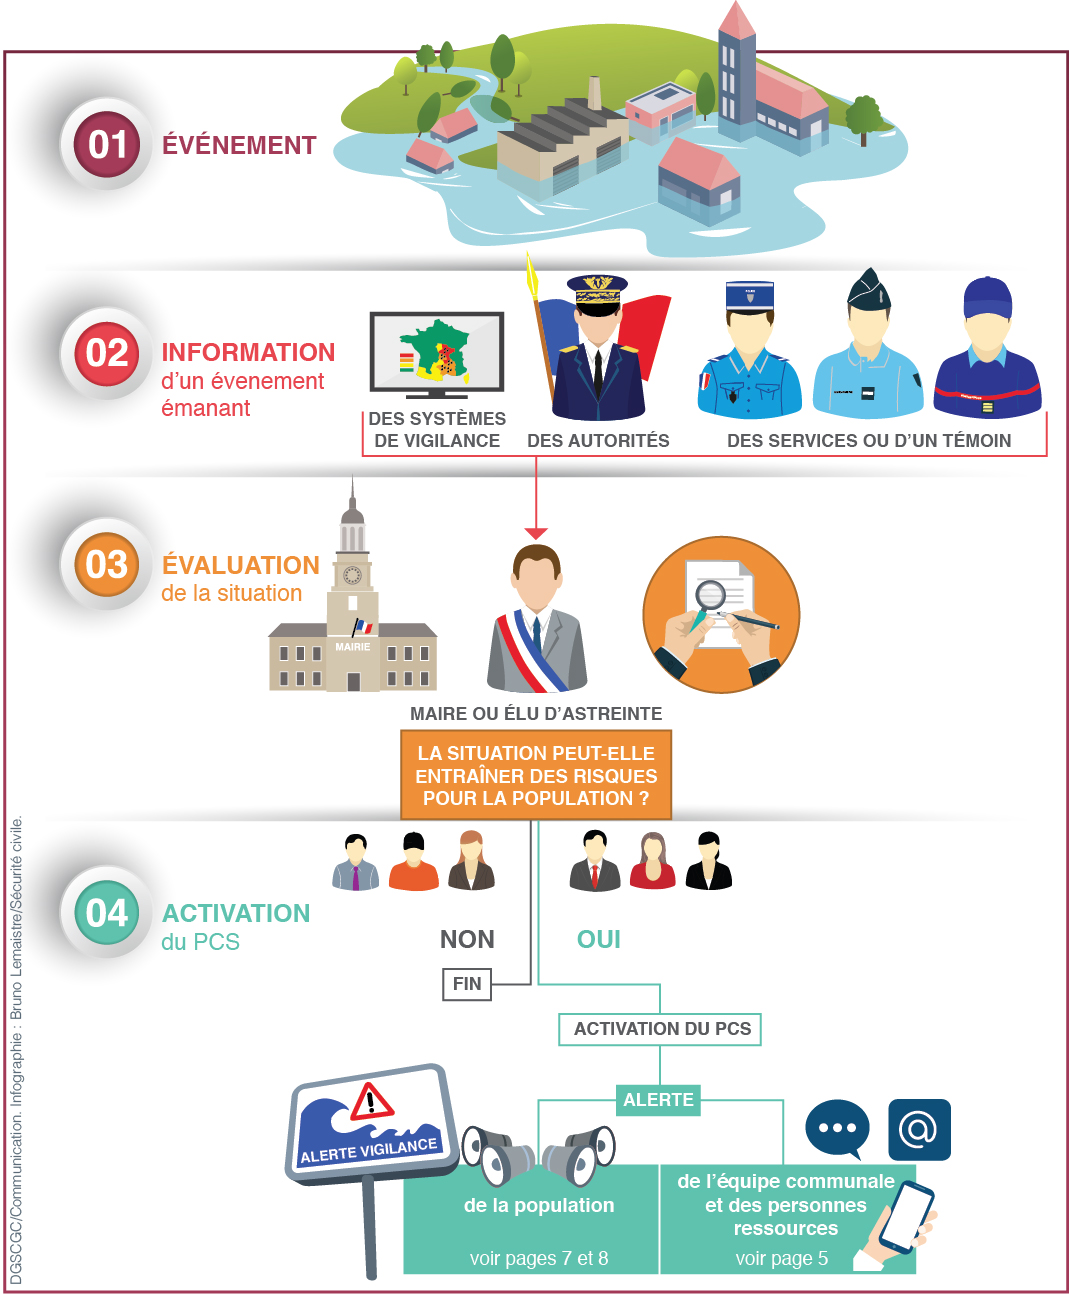 01
ÉVÉNEMENT
02
INFORMATION
d'un évenement
émanant
DES SYSTÈMES
DE VIGILANCE
DES AUTORITÉS
DES SERVICES OU D'UN TÉMOIN
03
ÉVALUATION
de la situation
MAIRIE
MAIRE OU ÉLU D'ASTREINTE
LA SITUATION PEUT-ELLE
ENTRAÎNER DES RISQUES
POUR LA POPULATION ?
04
ACTIVATION
du PCS
NON
OUI
FIN
ACTIVATION DU PCS
ALERTE
ALERTE VIGILANCE
de la population
voir pages 7 et 8
de l'équipe communale
et des personnes
ressources
voir page 5
DGSCGC/Communication. Infographie : Bruno Lemaistre/Sécurité civile.